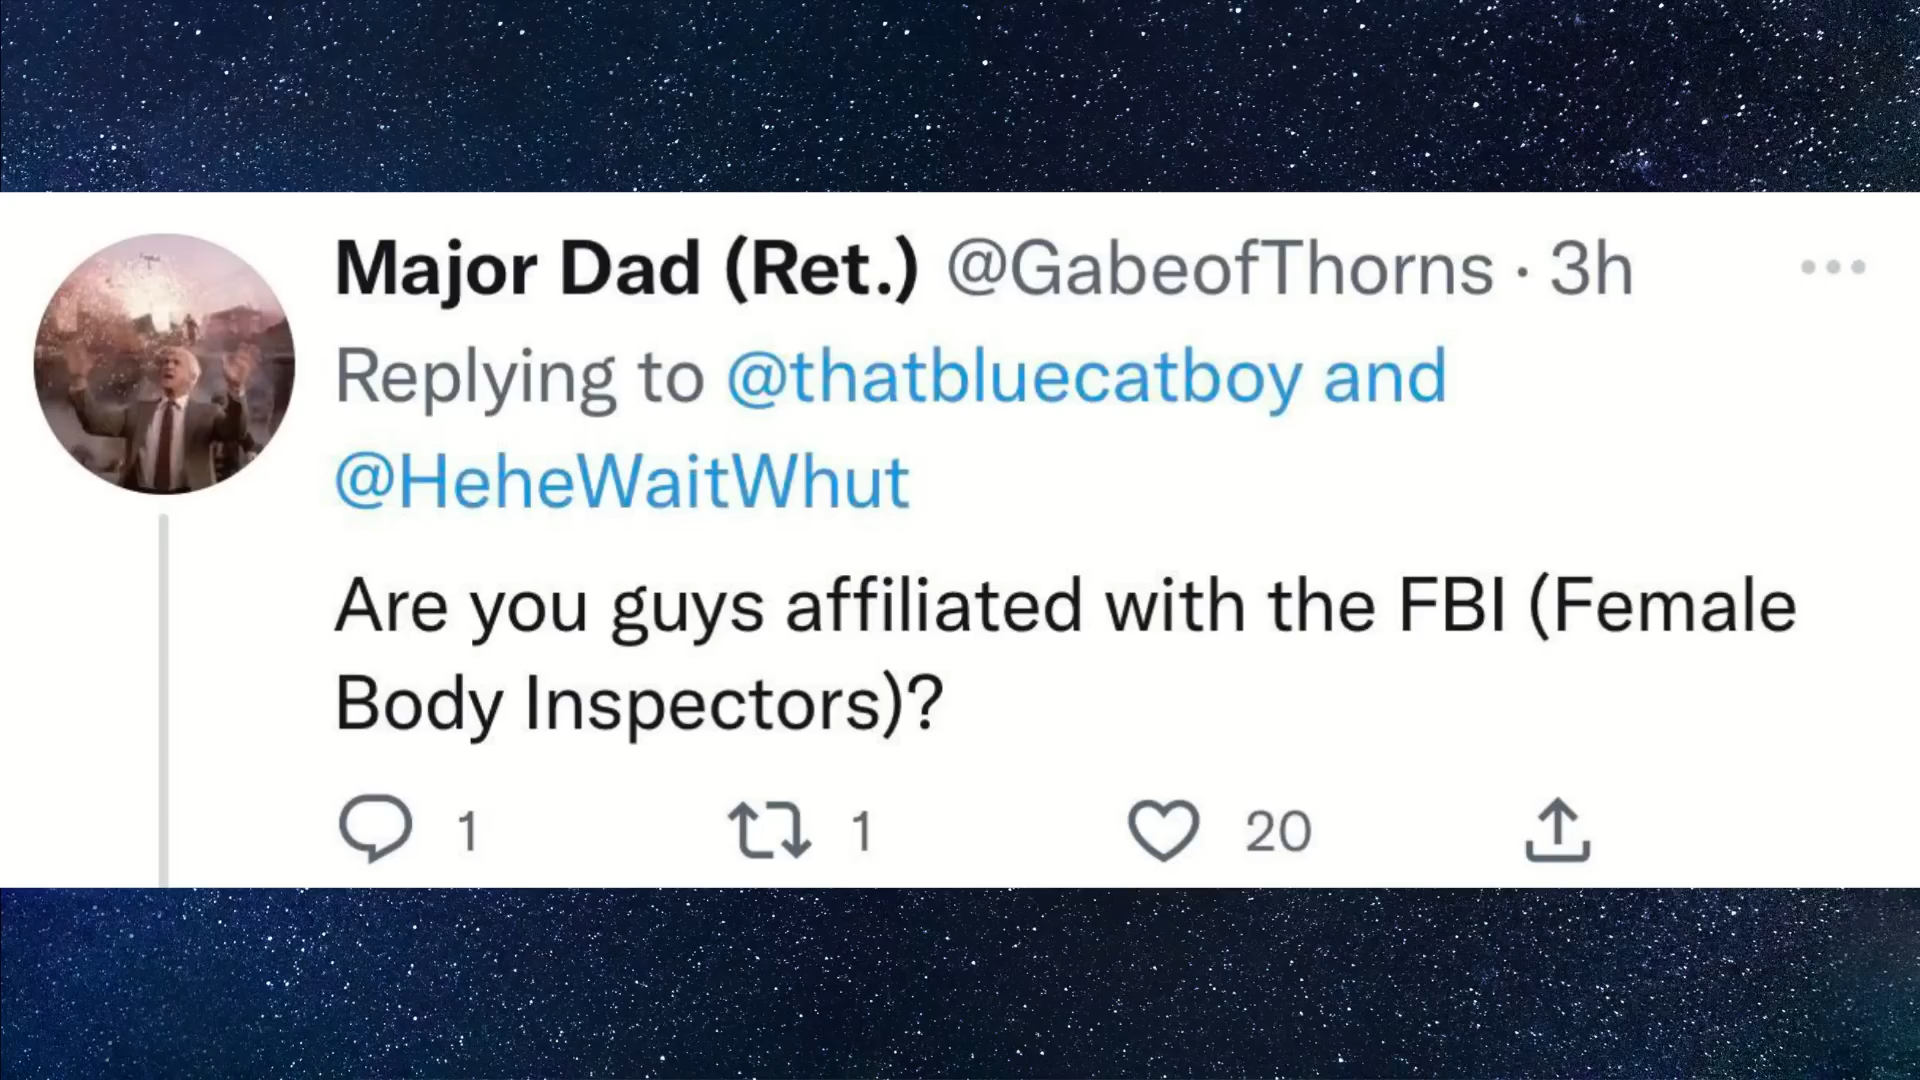 Major Dad (Ret.) @GabeofThorns · 3h
Replying to @thatbluecatboy and
@HeheWaitWhut
Are you guys affiliated with the FBI (Female
Body Inspectors)?
1 1 20